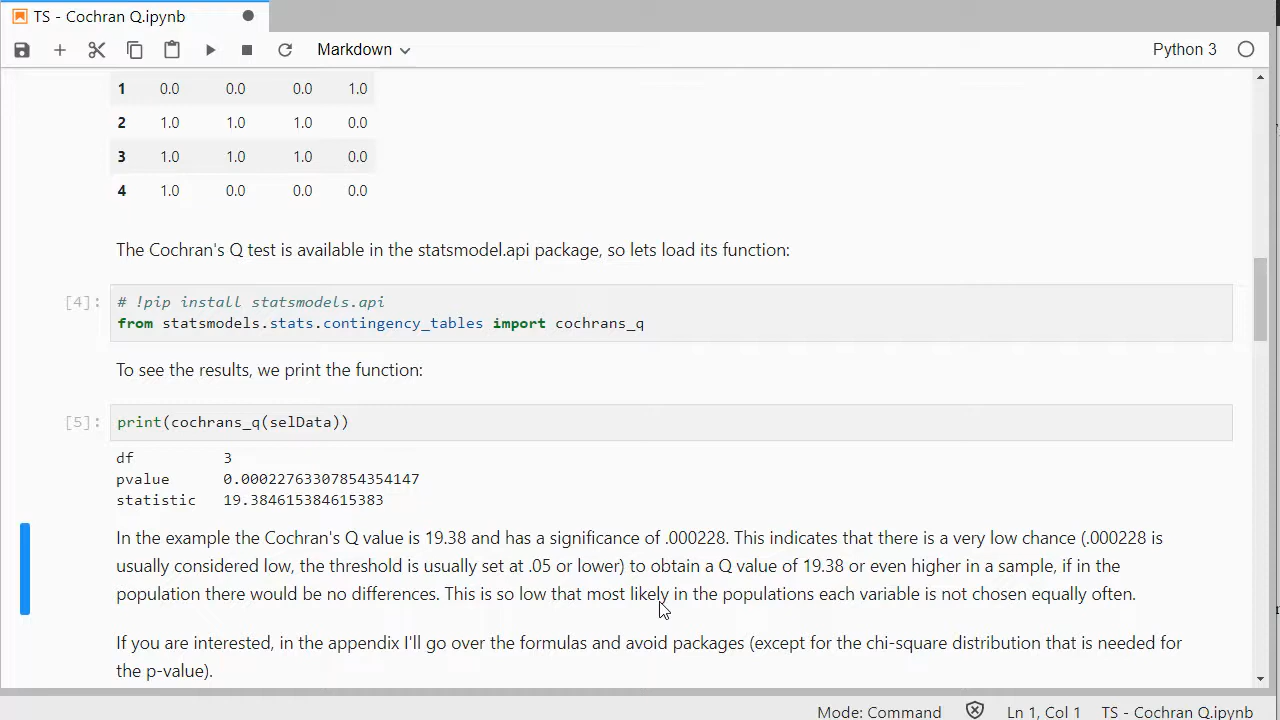 TS - Cochran Q.ipynb
Markdown Python 3
1 0.0 0.0 0.0 1.0
2 1.0 1.0 1.0 0.0
3 1.0 1.0 1.0 0.0
4 1.0 0.0 0.0 0.0
The Cochran's Q test is available in the statsmodel.api package, so lets load its function:
[4]: # !pip install statsmodels.api
from statsmodels.stats.contingency_tables import cochrans_q
To see the results, we print the function:
[5]: print(cochrans_q(selData))
df 3
pvalue 0.00022763307854354147
statistic 19.384615384615383
In the example the Cochran's Q value is 19.38 and has a significance of .000228. This indicates that there is a very low chance (.000228 is
usually considered low, the threshold is usually set at .05 or lower) to obtain a Q value of 19.38 or even higher in a sample, if in the
population there would be no differences. This is so low that most likely in the populations each variable is not chosen equally often.
If you are interested, in the appendix I'll go over the formulas and avoid packages (except for the chi-square distribution that is needed for
the p-value).
Mode: Command Ln 1, Col 1 TS - Cochran Q.ipynb